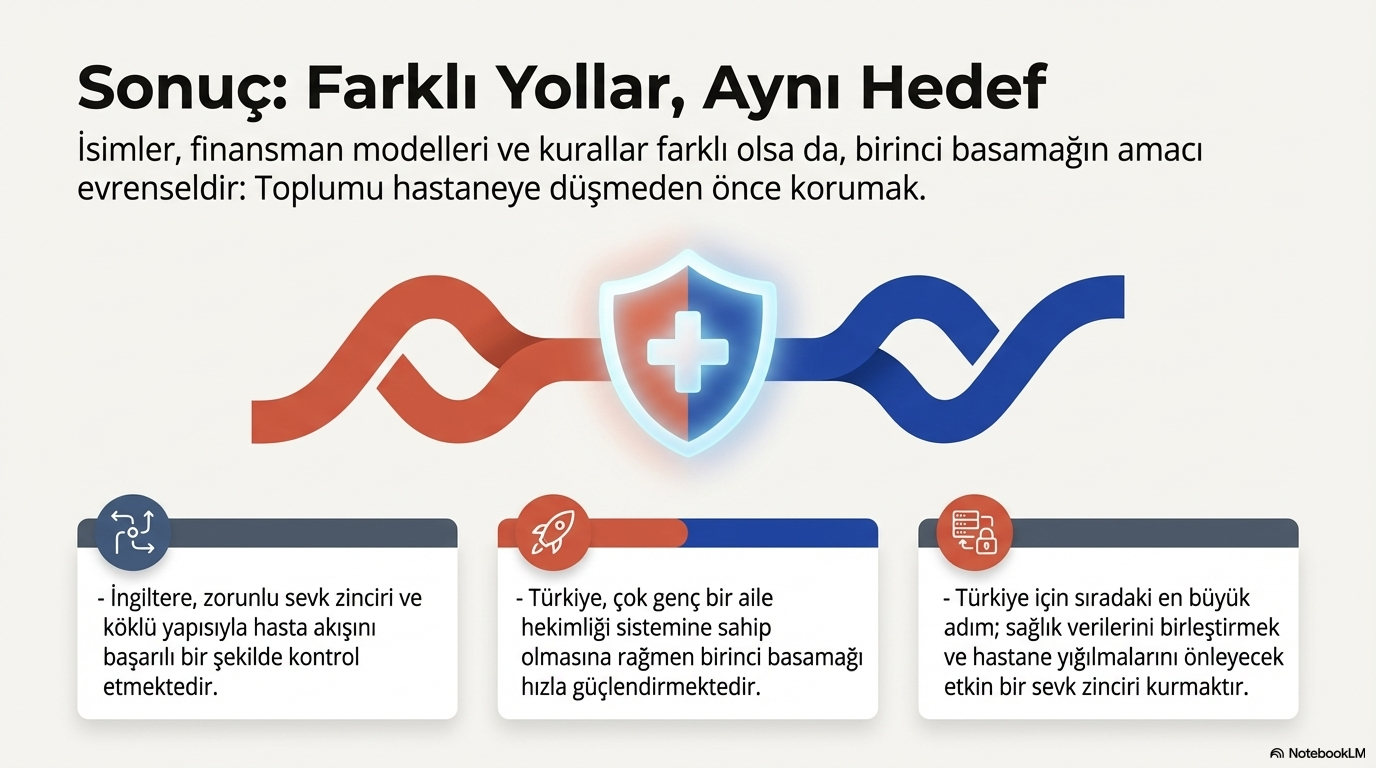 Sonuç: Farklı Yollar, Aynı Hedef
İsimler, finansman modelleri ve kurallar farklı olsa da, birinci basamağın amacı
evrenseldir: Toplumu hastaneye düşmeden önce korumak.
- İngiltere, zorunlu sevk zinciri ve
köklü yapısıyla hasta akışını
başarılı bir şekilde kontrol
etmektedir.
- Türkiye, çok genç bir aile
hekimliği sistemine sahip
olmasına rağmen birinci basamağı
hızla güçlendirmektedir.
- Türkiye için sıradaki en büyük
adım; sağlık verilerini birleştirmek
ve hastane yığılmalarını önleyecek
etkin bir sevk zinciri kurmaktır.
NotebookLM